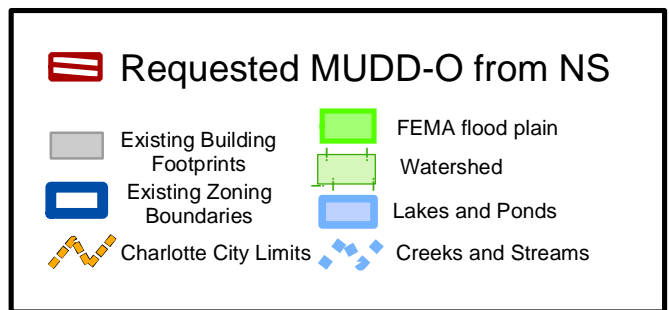 Requested MUDD-O from NS
Existing Building
Footprints
Existing Zoning
Boundaries
Charlotte City Limits
FEMA flood plain
Watershed
Lakes and Ponds
Creeks and Streams